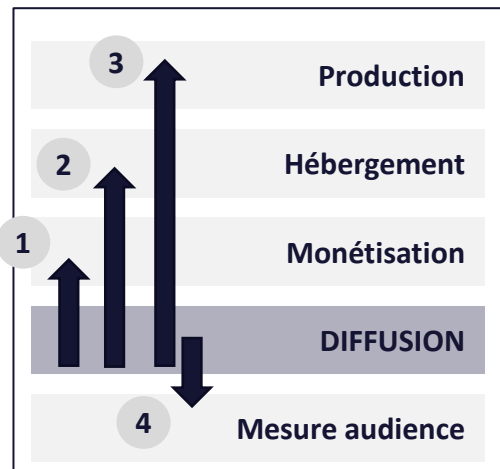 3
Production
2
Hébergement
1
Monétisation
DIFFUSION
4
Mesure audience